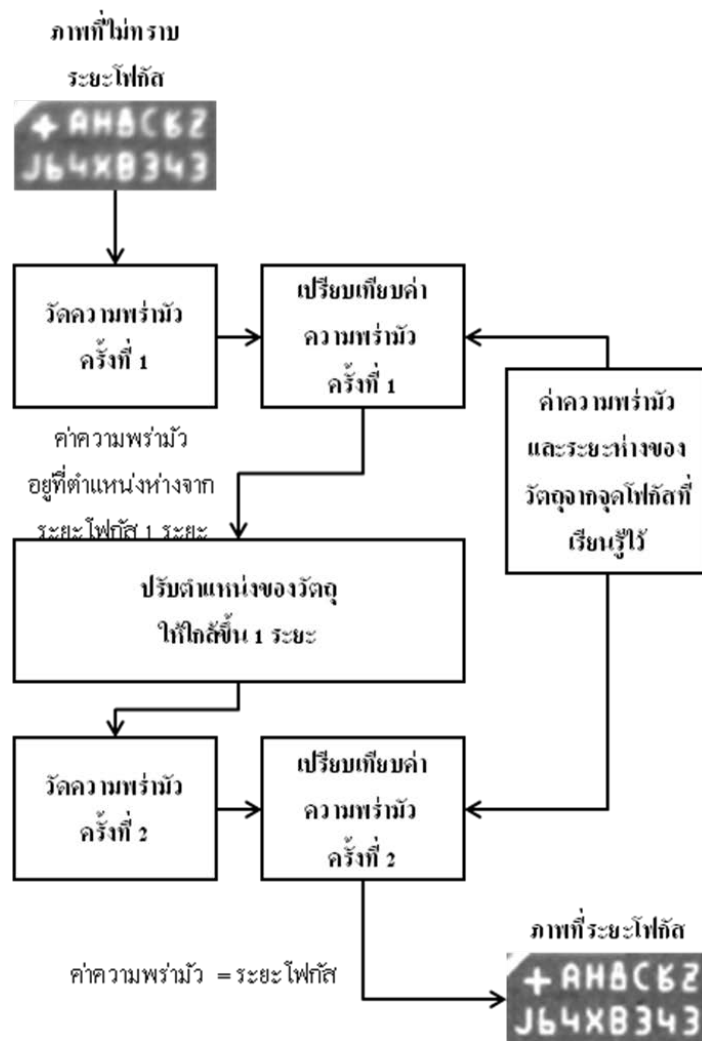 ภาพที่ไม่ทราบ
ระยะโฟกัส
+AHBCKZ
J64XB343
วัดความพร่ามัว
ครั้งที่ 1
เปรียบเทียบค่า
ความพร่ามัว
ครั้งที่ 1
ค่าความพร่ามัว
และระยะห่างของ
วัตถุจากจุดโฟกัสที่
เรียนรู้ไว้
ค่าความพร่ามัว
อยู่ที่ตำแหน่งห่างจาก
ระยะโฟกัส 1 ระยะ
ปรับตำแหน่งของวัตถุ
ให้ใกล้ขึ้น 1 ระยะ
วัดความพร่ามัว
ครั้งที่ 2
เปรียบเทียบค่า
ความพร่ามัว
ครั้งที่ 2
ค่าความพร่ามัว = ระยะโฟกัส
ภาพที่ระยะโฟกัส
+AHBCKZ
J64XB343